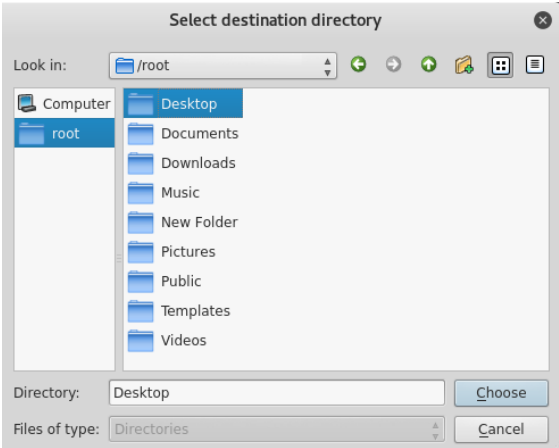 Select destination directory
Look in: /root
Computer
root
Desktop
Documents
Downloads
Music
New Folder
Pictures
Public
Templates
Videos
Directory: Desktop Choose
Files of type: Directories Cancel